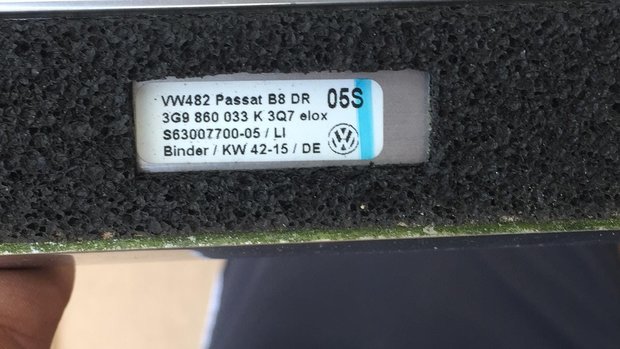 VW482 Passat B8 DR 05S
3G9 860 033 K 3Q7 elox
S63007700-05 / LI
Binder / KW 42-15 / DE